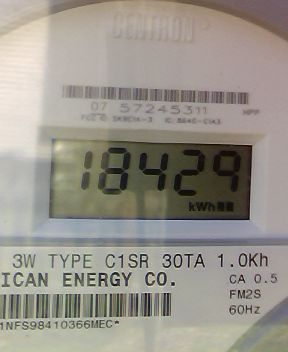 CENTRON
07 57245311 MPP
18429
kWh
3W TYPE C1SR 30TA 1.0Kh
ICAN ENERGY CO. CA 0.5
FM2S
60Hz
1NFS98410366MEC*